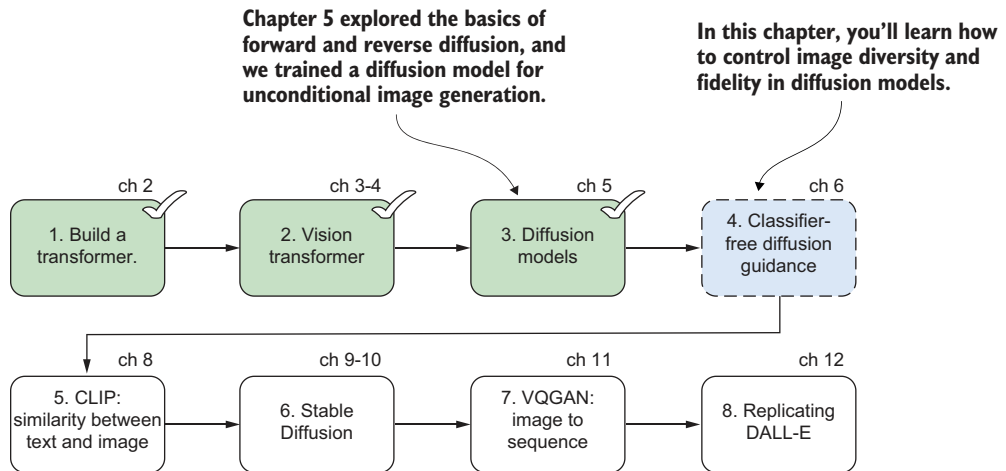 Chapter 5 explored the basics of
forward and reverse diffusion, and
we trained a diffusion model for
unconditional image generation.
In this chapter, you'll learn how
to control image diversity and
fidelity in diffusion models.
ch 2
ch 3-4
ch 5
ch 6
1. Build a
transformer.
2. Vision
transformer
3. Diffusion
models
4. Classifier-
free diffusion
guidance
ch 8
ch 9-10
ch 11
ch 12
5. CLIP:
similarity between
text and image
6. Stable
Diffusion
7. VQGAN:
image to
sequence
8. Replicating
DALL-E